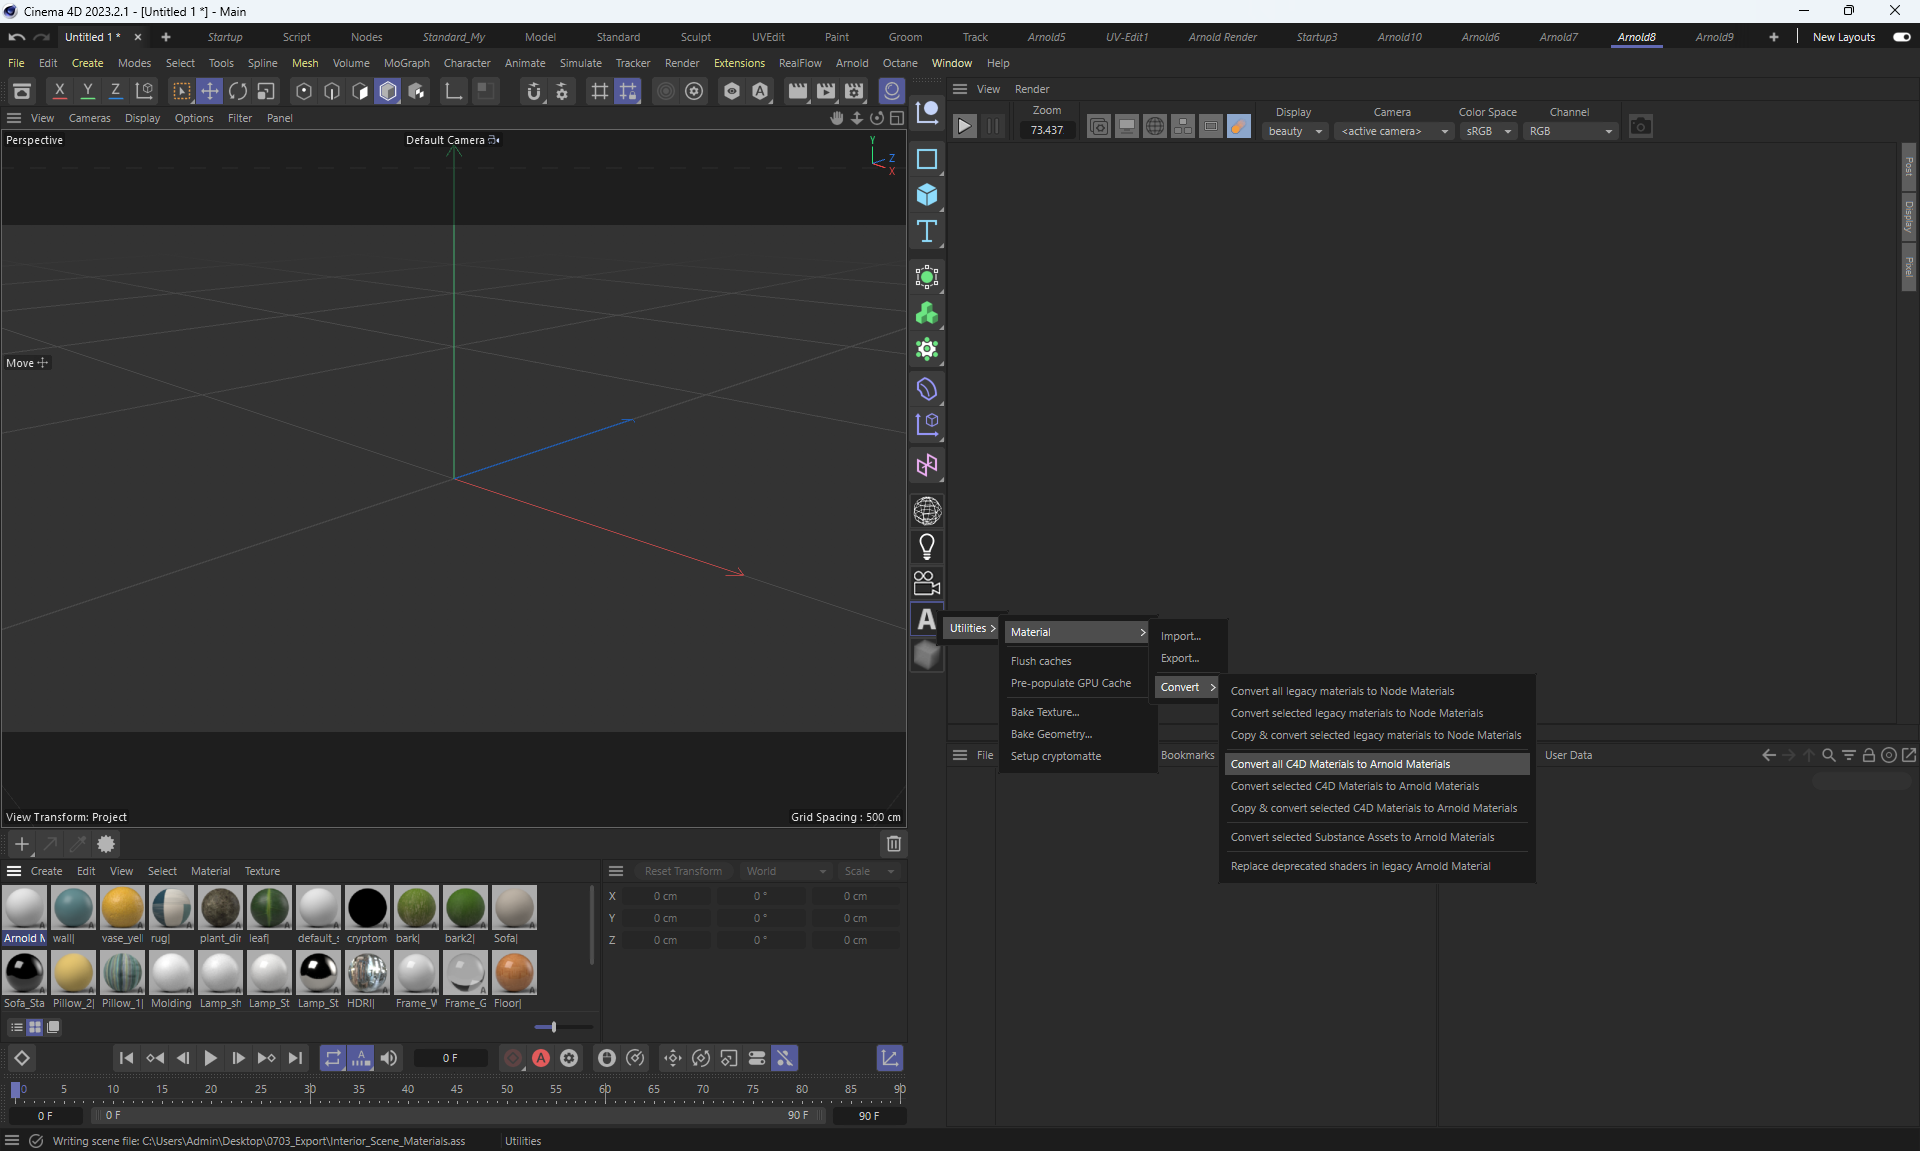 Cinema 4D 2023.2.1 - [Untitled 1 *] - Main
Untitled 1 * Startup Script Nodes Standard_My Model Standard Sculpt UVEdit Paint Groom Track Arnold5 UV-Edit1 Arnold Render Startup3 Arnold10 Arnold6 Arnold7 Arnold8 Arnold9 New Layouts
File Edit Create Modes Select Tools Spline Mesh Volume MoGraph Character Animate Simulate Tracker Render Extensions RealFlow Arnold Octane Window Help
X Y Z
View Render
View Cameras Display Options Filter Panel
Zoom Display Camera Color Space Channel
73.437 beauty <active camera> sRGB RGB
Perspective
Default Camera
Y
Z
X
Post
Display
Pixel
Move
View Transform: Project
Grid Spacing : 500 cm
Utilities >
Material >
Flush caches
Pre-populate GPU Cache
Bake Texture...
Bake Geometry...
Setup cryptomatte
Import...
Export...
Convert >
Convert all legacy materials to Node Materials
Convert selected legacy materials to Node Materials
Copy & convert selected legacy materials to Node Materials
Convert all C4D Materials to Arnold Materials
Convert selected C4D Materials to Arnold Materials
Copy & convert selected C4D Materials to Arnold Materials
Convert selected Substance Assets to Arnold Materials
Replace deprecated shaders in legacy Arnold Material
File Bookmarks User Data
Create Edit View Select Material Texture
Arnold M wall| vase_yel rug| plant_dir leaf| default_s cryptom bark| bark2| Sofa|
Sofa_Sta Pillow_2| Pillow_1| Molding Lamp_sh Lamp_St Lamp_St HDRI| Frame_W Frame_G Floor|
Reset Transform World Scale
X 0 cm 0 ° 0 cm
Y 0 cm 0 ° 0 cm
Z 0 cm 0 ° 0 cm
0 F
0 5 10 15 20 25 30 35 40 45 50 55 60 65 70 75 80 85 90
0 F 0 F 90 F 90 F
Writing scene file: C:\Users\Admin\Desktop\0703_Export\Interior_Scene_Materials.ass Utilities